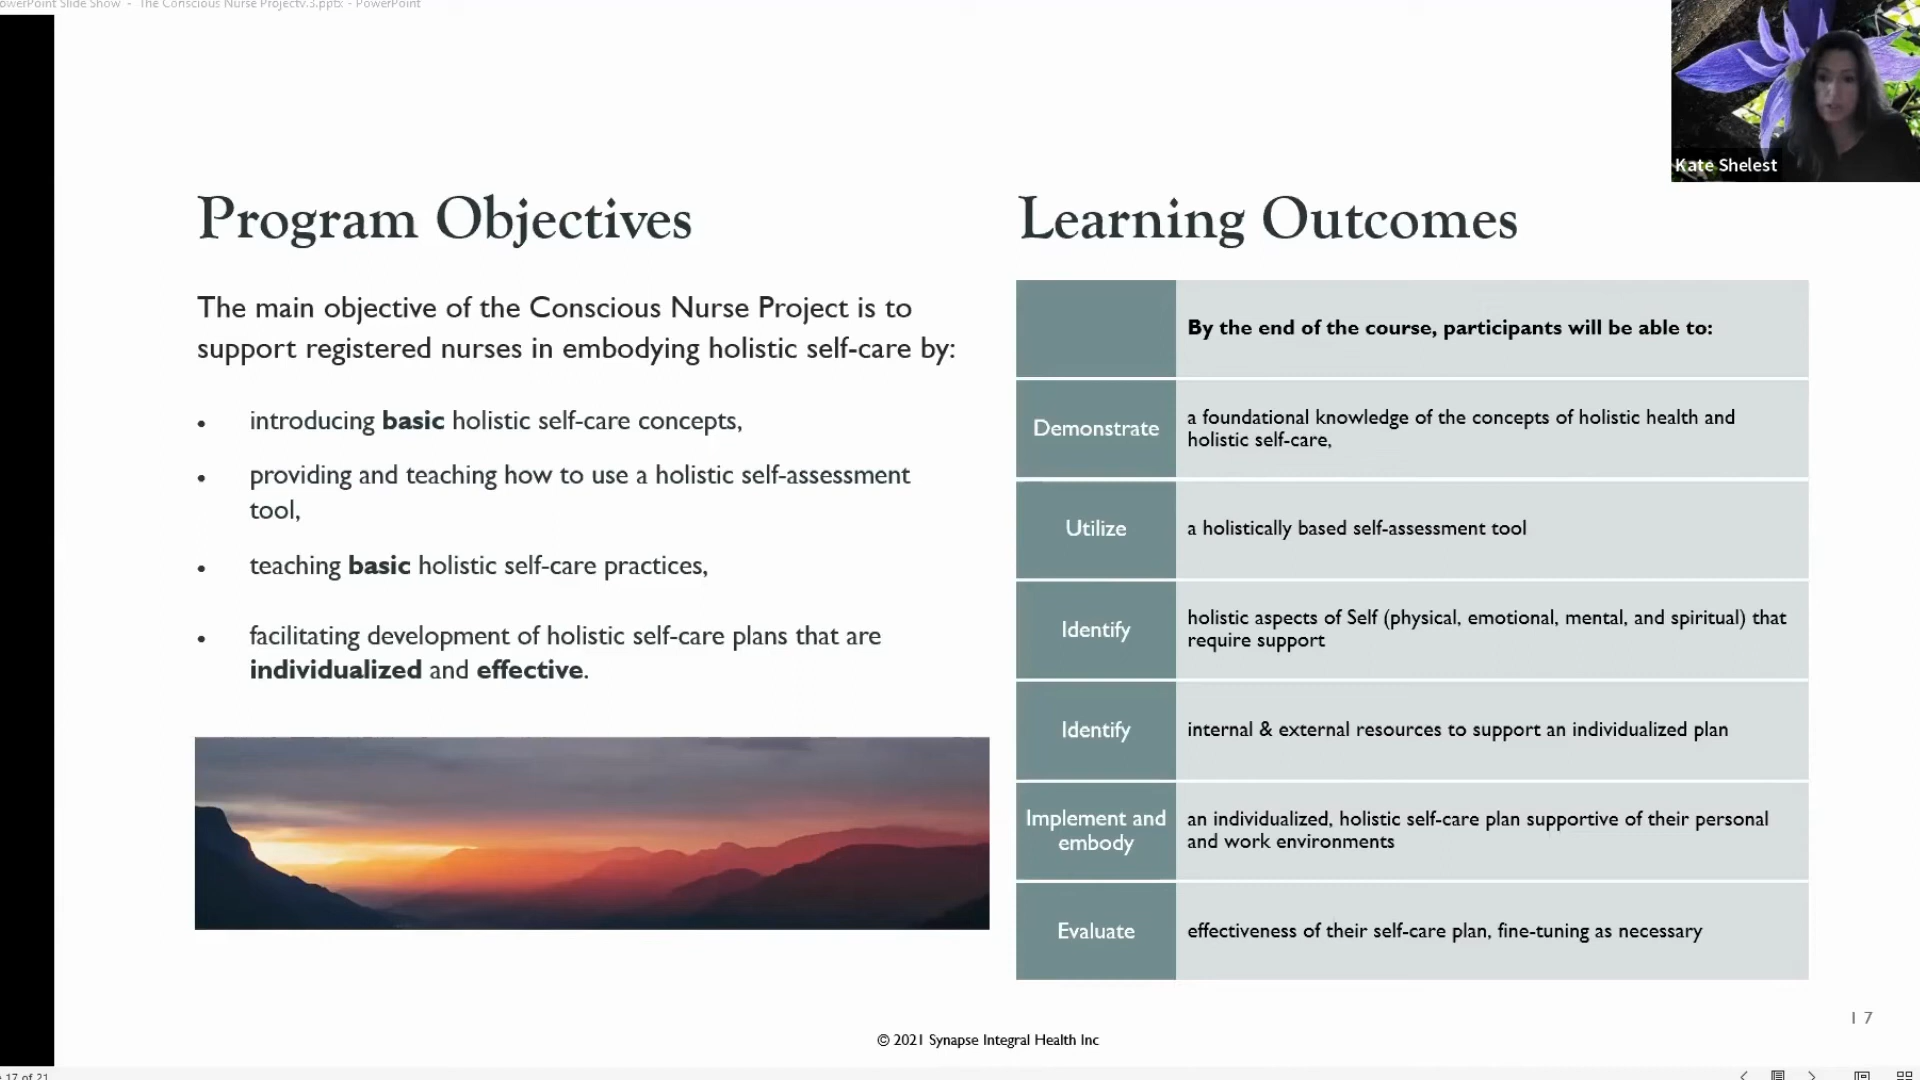 owerPoint Slide Show - The Conscious Nurse Projectv.3.pptx - PowerPoint
Kate Shelest
Program Objectives
The main objective of the Conscious Nurse Project is to
support registered nurses in embodying holistic self-care by:
• introducing basic holistic self-care concepts,
• providing and teaching how to use a holistic self-assessment
tool,
• teaching basic holistic self-care practices,
• facilitating development of holistic self-care plans that are
individualized and effective.
Learning Outcomes
By the end of the course, participants will be able to:
Demonstrate
a foundational knowledge of the concepts of holistic health and
holistic self-care,
Utilize
a holistically based self-assessment tool
Identify
holistic aspects of Self (physical, emotional, mental, and spiritual) that
require support
Identify
internal & external resources to support an individualized plan
Implement and
embody
an individualized, holistic self-care plan supportive of their personal
and work environments
Evaluate
effectiveness of their self-care plan, fine-tuning as necessary
17
© 2021 Synapse Integral Health Inc
17 of 21